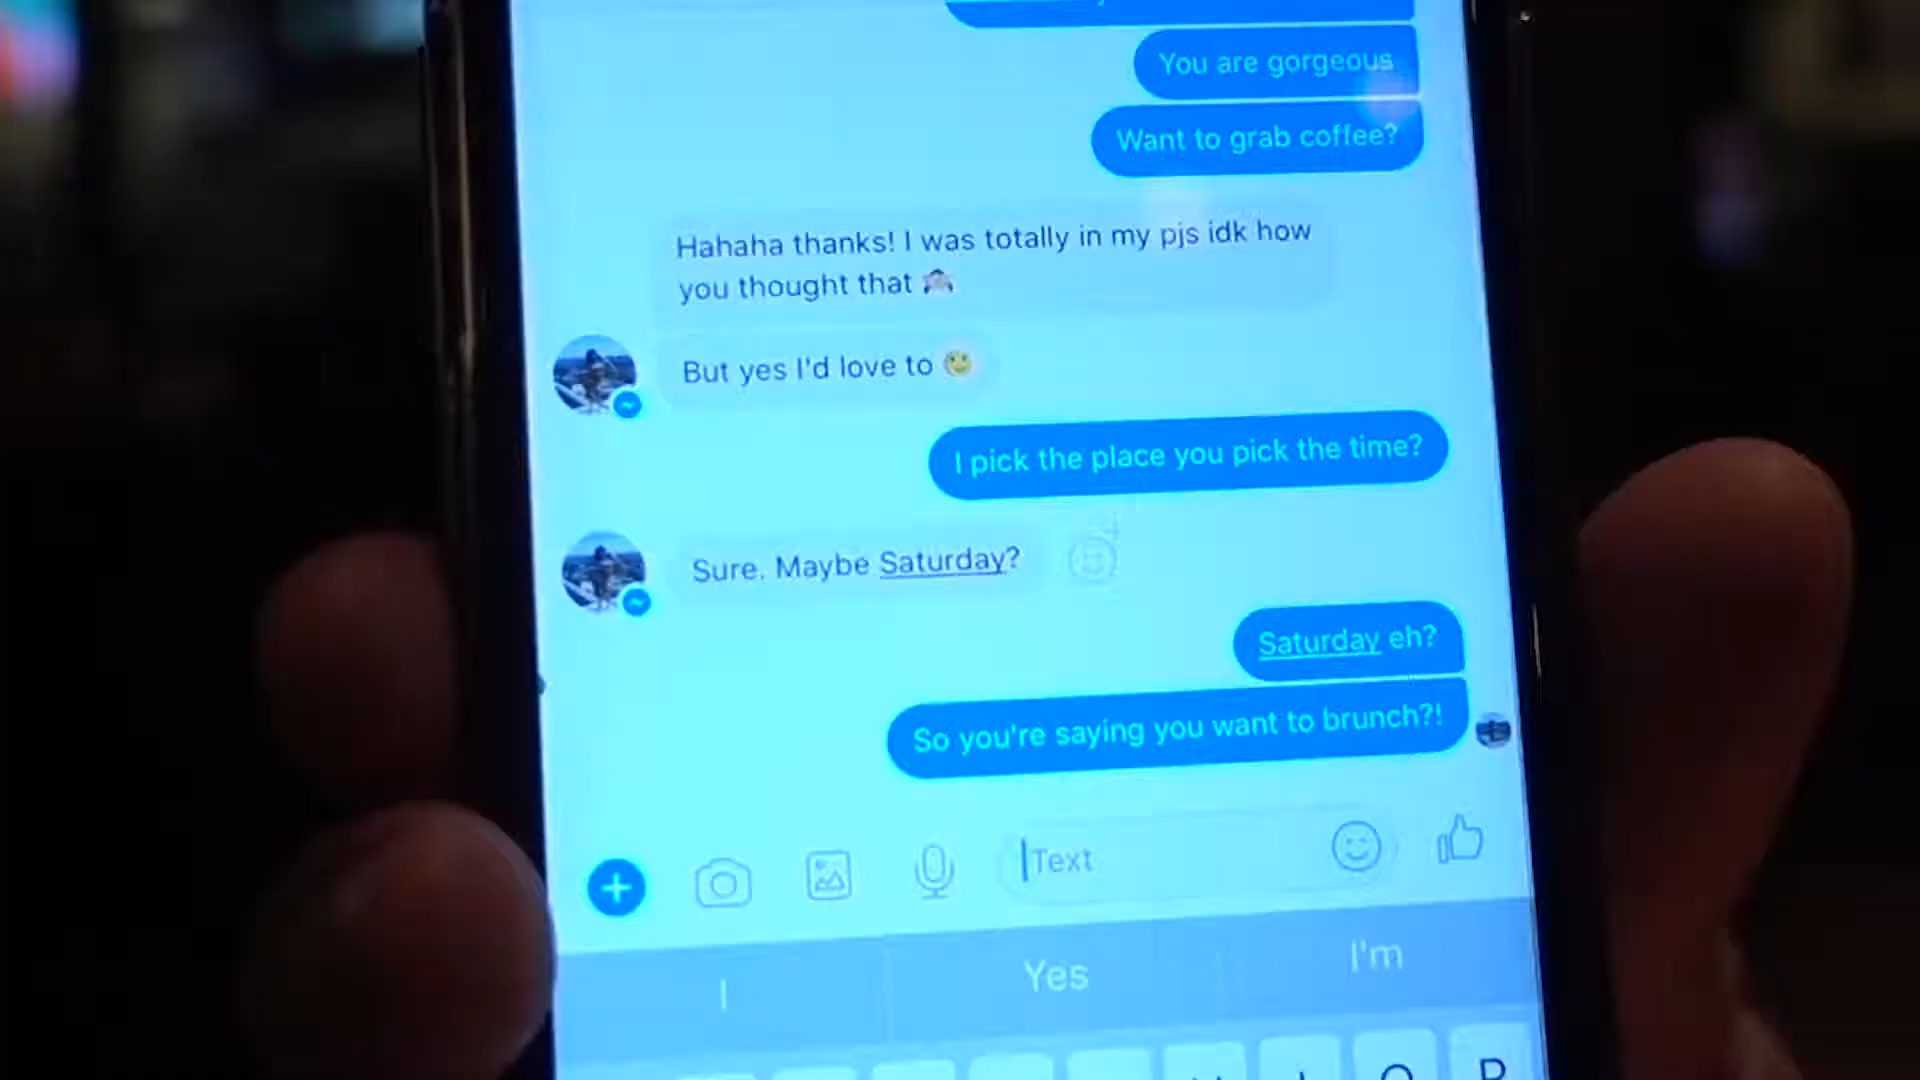 You are gorgeous
Want to grab coffee?
Hahaha thanks! I was totally in my pjs idk how
you thought that
But yes I'd love to
I pick the place you pick the time?
Sure. Maybe Saturday?
Saturday eh?
So you're saying you want to brunch?!
Text
I Yes I'm
O P